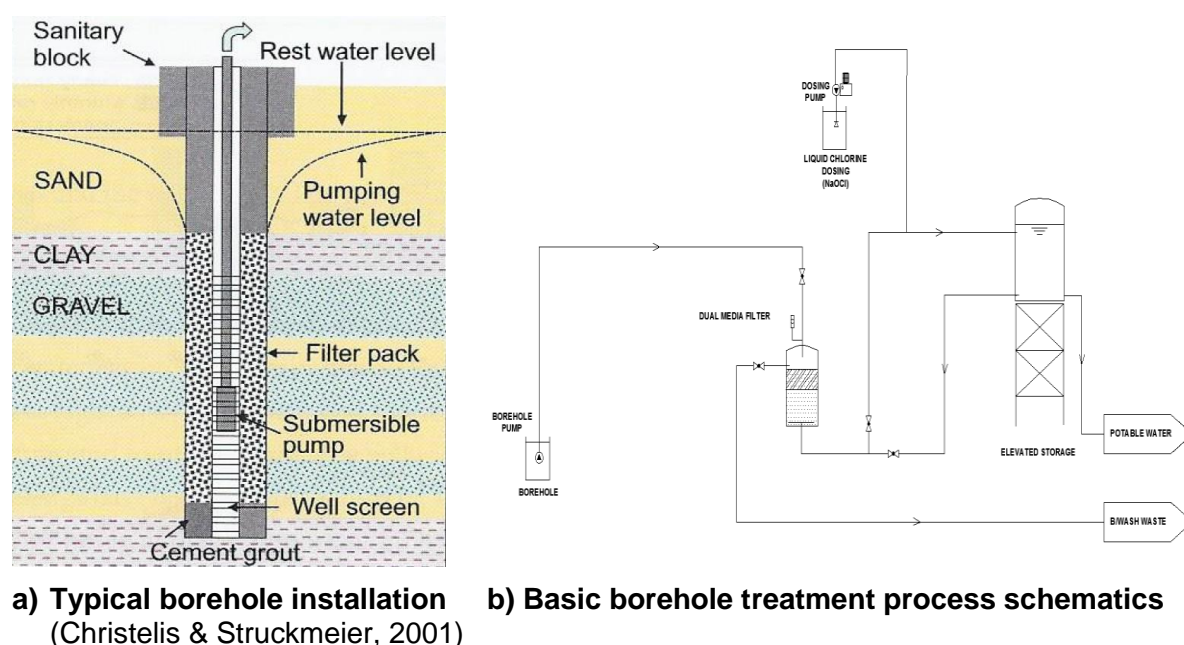 Sanitary
block
Rest water level
SAND
Pumping
water level
CLAY
GRAVEL
Filter pack
Submersible
pump
Well screen
Cement grout
DOSING
PUMP
LIQUID CHLORINE
DOSING
(NaOCl)
DUAL MEDIA FILTER
BOREHOLE
PUMP
BOREHOLE
ELEVATED STORAGE
POTABLE WATER
B/WASH WASTE
a) Typical borehole installation
(Christelis & Struckmeier, 2001)
b) Basic borehole treatment process schematics